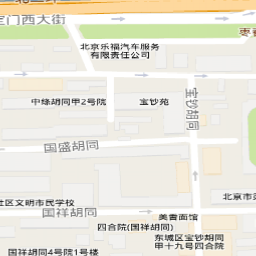 定门西大街
北京乐福汽车服务
有限责任公司
中绦胡同甲2号院
宝钞苑
宝钞胡同
国盛胡同
社区文明市民学校
国祥胡同
美香面馆
四合院(国祥胡同)
东城区宝钞胡同
甲十九号四合院
国祥胡同4号院1号楼
北京市